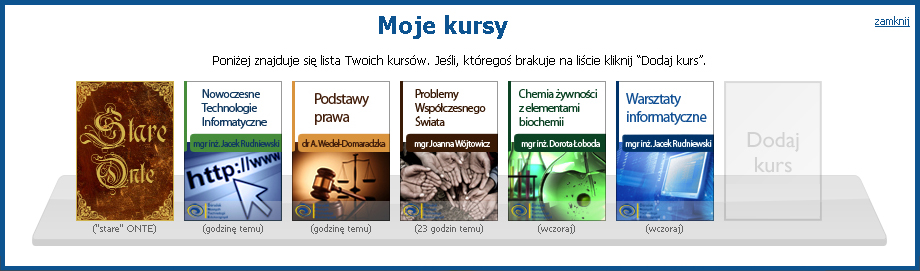 Moje kursy
zamknij
Poniżej znajduje się lista Twoich kursów. Jeśli, któregoś brakuje na liście kliknij "Dodaj kurs".
Stare
Onte
("stare" ONTE)
Nowoczesne
Technologie
Informatyczne
mgr inż. Jacek Rudniewski
http://www
(godzinę temu)
Podstawy
prawa
dr A. Wedeł-Domaradzka
(godzinę temu)
Problemy
Współczesnego
Świata
mgr Joanna Wójtowicz
(23 godzin temu)
Chemia żywności
z elementami
biochemii
mgr inż. Dorota Łoboda
(wczoraj)
Warsztaty
informatyczne
mgr inż. Jacek Rudniewski
(wczoraj)
Dodaj
kurs